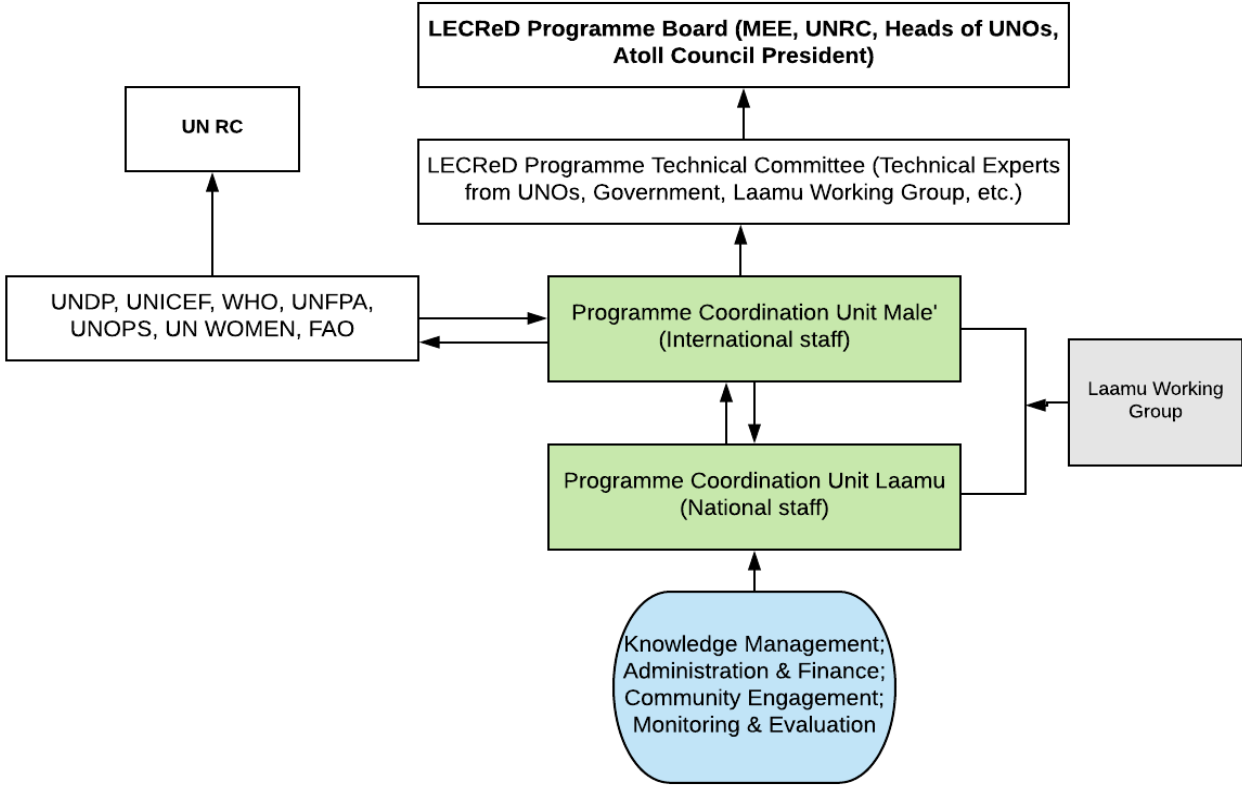 LECReD Programme Board (MEE, UNRC, Heads of UNOs,
Atoll Council President)
UN RC
LECReD Programme Technical Committee (Technical Experts
from UNOs, Government, Laamu Working Group, etc.)
UNDP, UNICEF, WHO, UNFPA,
UNOPS, UN WOMEN, FAO
Programme Coordination Unit Male'
(International staff)
Laamu Working
Group
Programme Coordination Unit Laamu
(National staff)
Knowledge Management;
Administration & Finance;
Community Engagement;
Monitoring & Evaluation